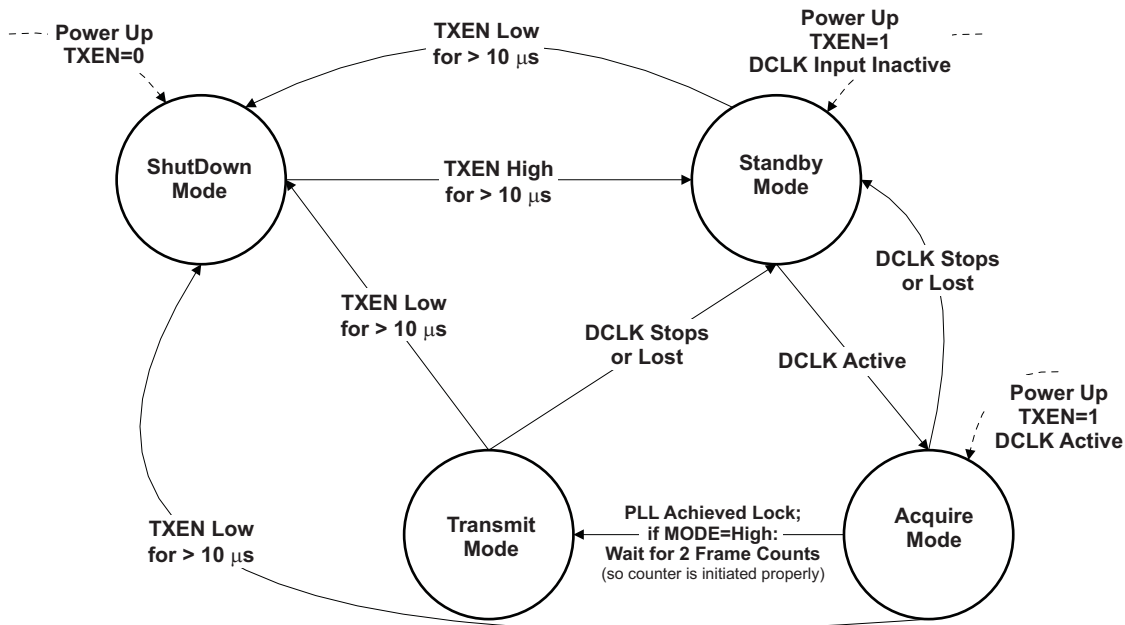 Power Up
TXEN=0
TXEN Low
for > 10 μs
Power Up
TXEN=1
DCLK Input Inactive
ShutDown
Mode
TXEN High
for > 10 μs
Standby
Mode
TXEN Low
for > 10 μs
DCLK Stops
or Lost
DCLK Stops
or Lost
DCLK Active
Power Up
TXEN=1
DCLK Active
TXEN Low
for > 10 μs
Transmit
Mode
PLL Achieved Lock;
if MODE=High:
Wait for 2 Frame Counts
(so counter is initiated properly)
Acquire
Mode